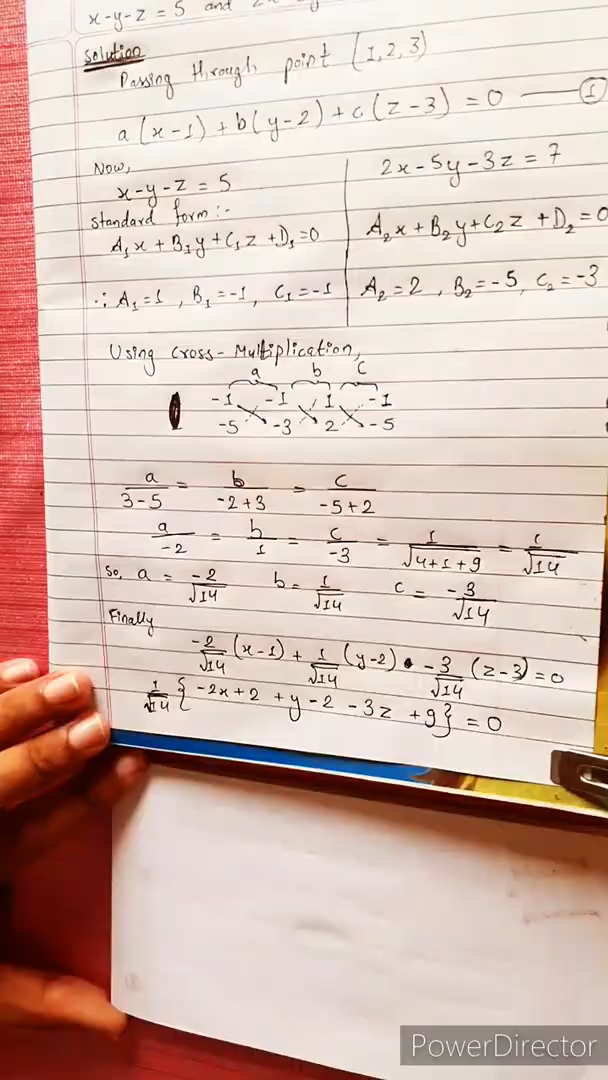 x-y-z = 5 and
Solution
Passing through point (1,2,3)
a(x-1)+b(y-2)+c(z-3) = 0 —— ①
Now,
x-y-z = 5
standard form:-
A₁x+B₁y+C₁z+D₁=0
∴ A₁=1, B₁=-1, C₁=-1
2x-5y-3z=7
A₂x+B₂y+C₂z+D₂=0
A₂=2, B₂=-5, C₂=-3
Using Cross-Multiplication,
a b c
-1 -1 1 -1
-5 -3 2 -5
a/3-5 = b/-2+3 = c/-5+2
a/-2 = b/1 = c/-3 = 1/√4+1+9 = 1/√14
So, a = -2/√14 b = 1/√14 c = -3/√14
Finally
-2/√14 (x-1) + 1/√14 (y-2) • -3/√14 (z-3) = 0
1/√14 {-2x+2 +y-2 -3z +9} = 0
PowerDirector